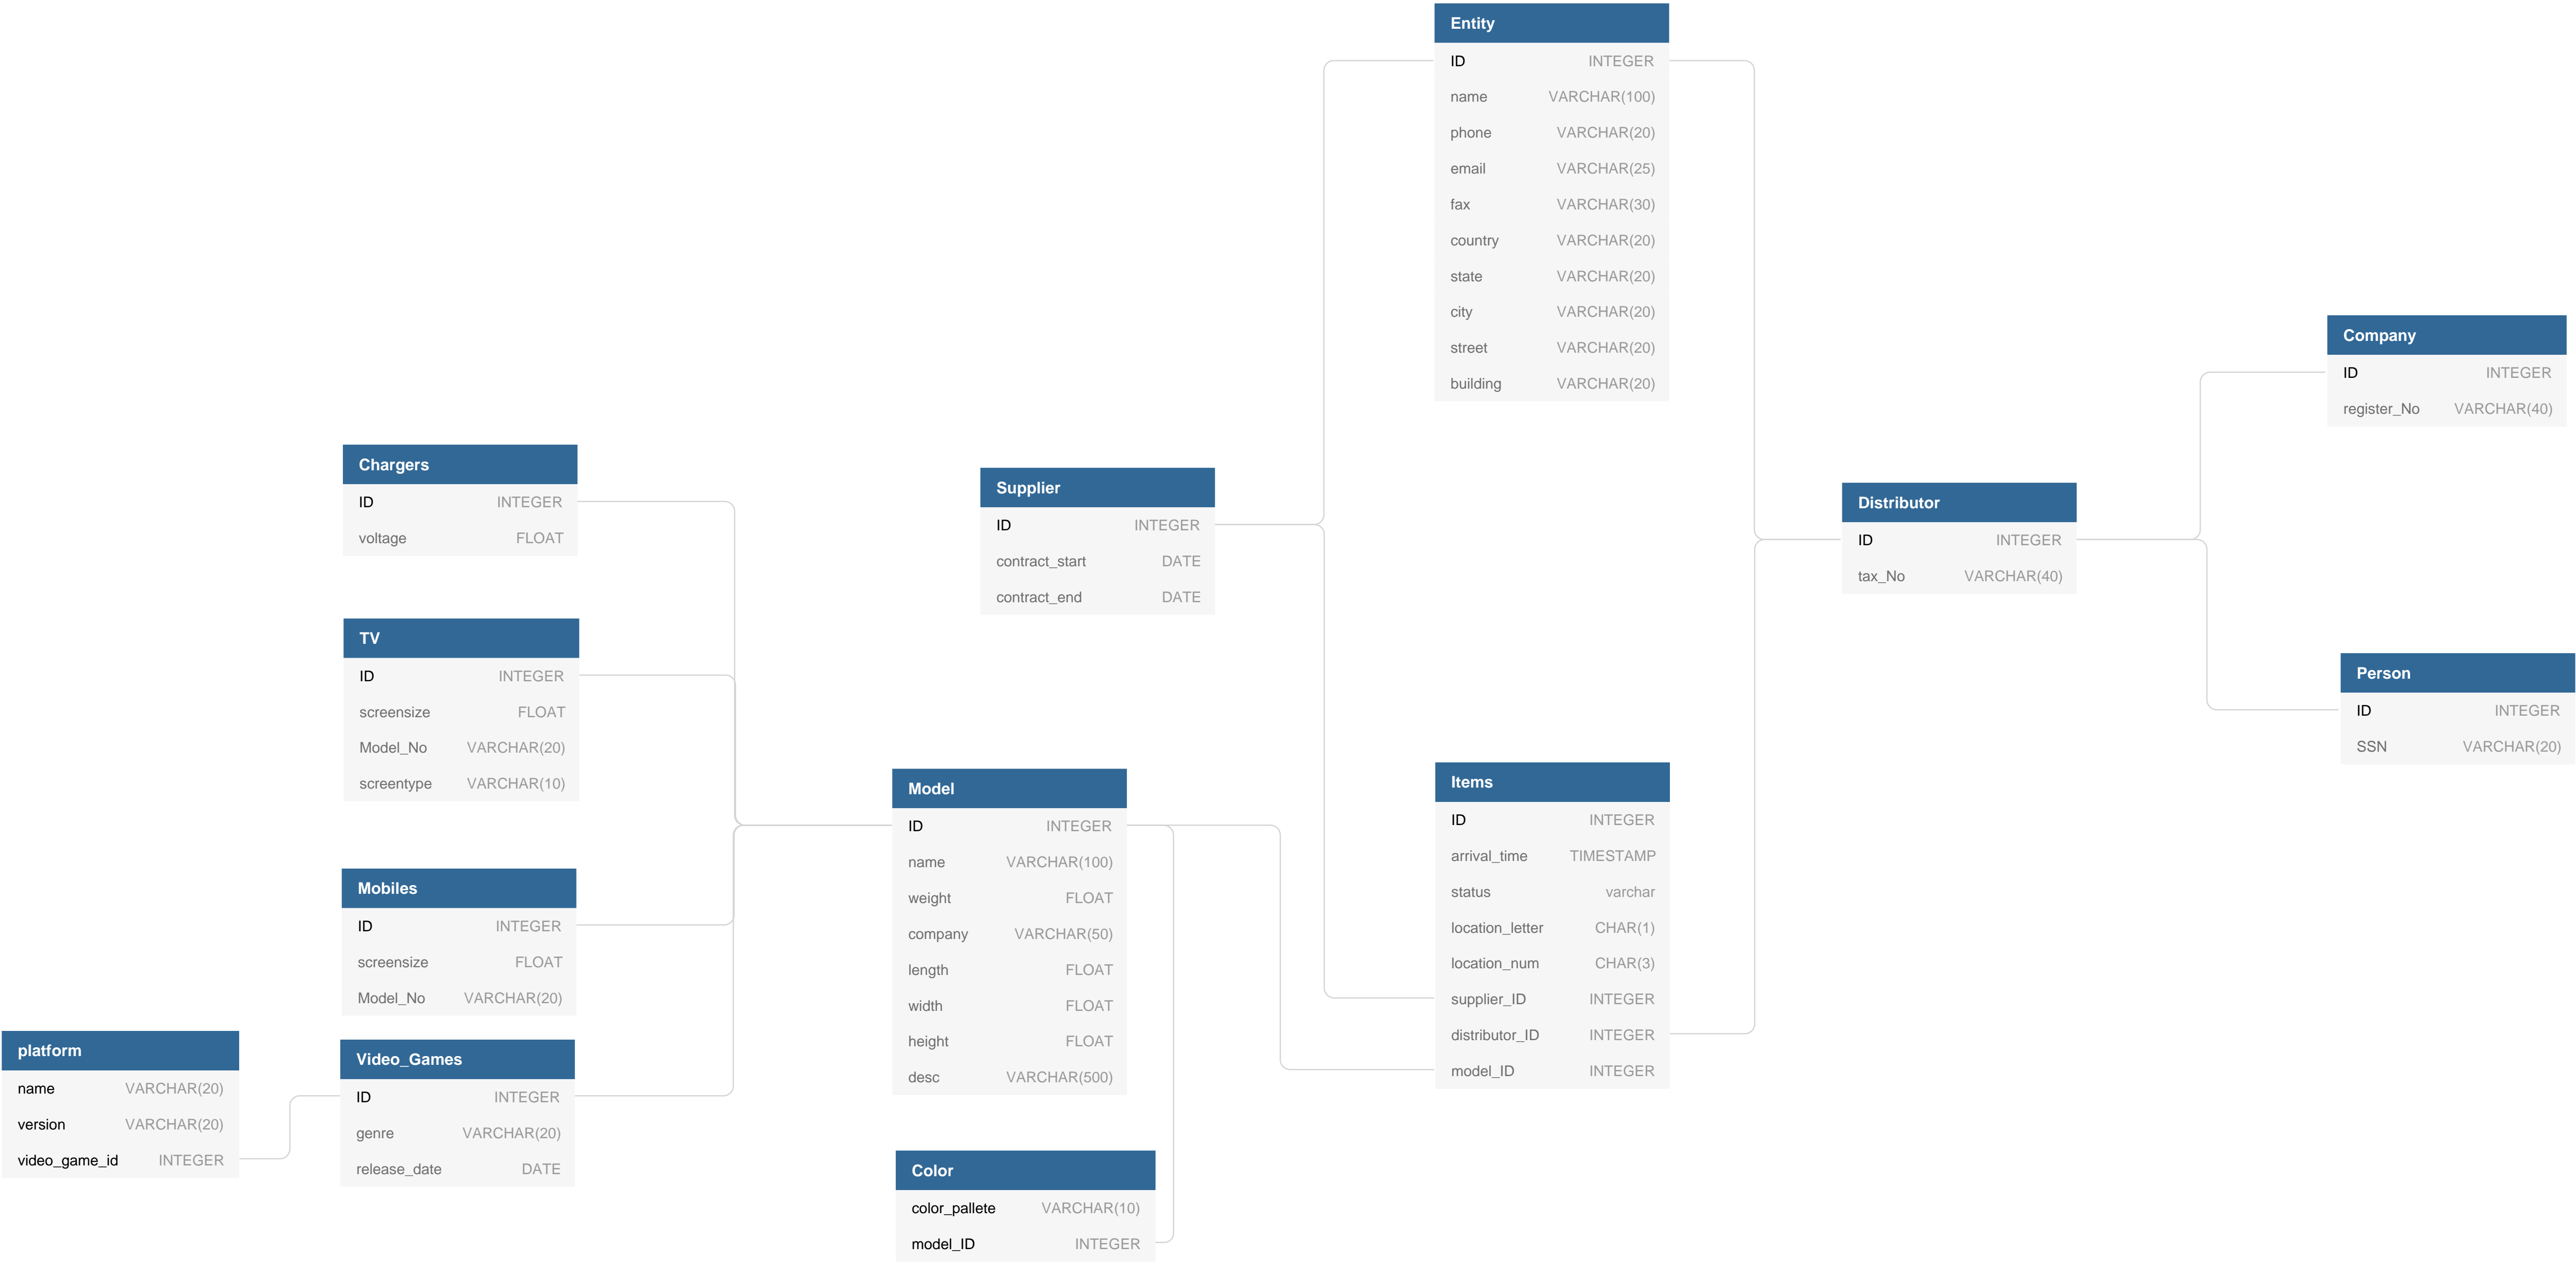 Entity
ID INTEGER
name VARCHAR(100)
phone VARCHAR(20)
email VARCHAR(25)
fax VARCHAR(30)
country VARCHAR(20)
state VARCHAR(20)
city VARCHAR(20)
street VARCHAR(20)
building VARCHAR(20)
Company
ID INTEGER
register_No VARCHAR(40)
Chargers
ID INTEGER
voltage FLOAT
Supplier
ID INTEGER
contract_start DATE
contract_end DATE
Distributor
ID INTEGER
tax_No VARCHAR(40)
TV
ID INTEGER
screensize FLOAT
Model_No VARCHAR(20)
screentype VARCHAR(10)
Person
ID INTEGER
SSN VARCHAR(20)
Model
ID INTEGER
name VARCHAR(100)
weight FLOAT
company VARCHAR(50)
length FLOAT
width FLOAT
height FLOAT
desc VARCHAR(500)
Items
ID INTEGER
arrival_time TIMESTAMP
status varchar
location_letter CHAR(1)
location_num CHAR(3)
supplier_ID INTEGER
distributor_ID INTEGER
model_ID INTEGER
Mobiles
ID INTEGER
screensize FLOAT
Model_No VARCHAR(20)
platform
name VARCHAR(20)
version VARCHAR(20)
video_game_id INTEGER
Video_Games
ID INTEGER
genre VARCHAR(20)
release_date DATE
Color
color_pallete VARCHAR(10)
model_ID INTEGER